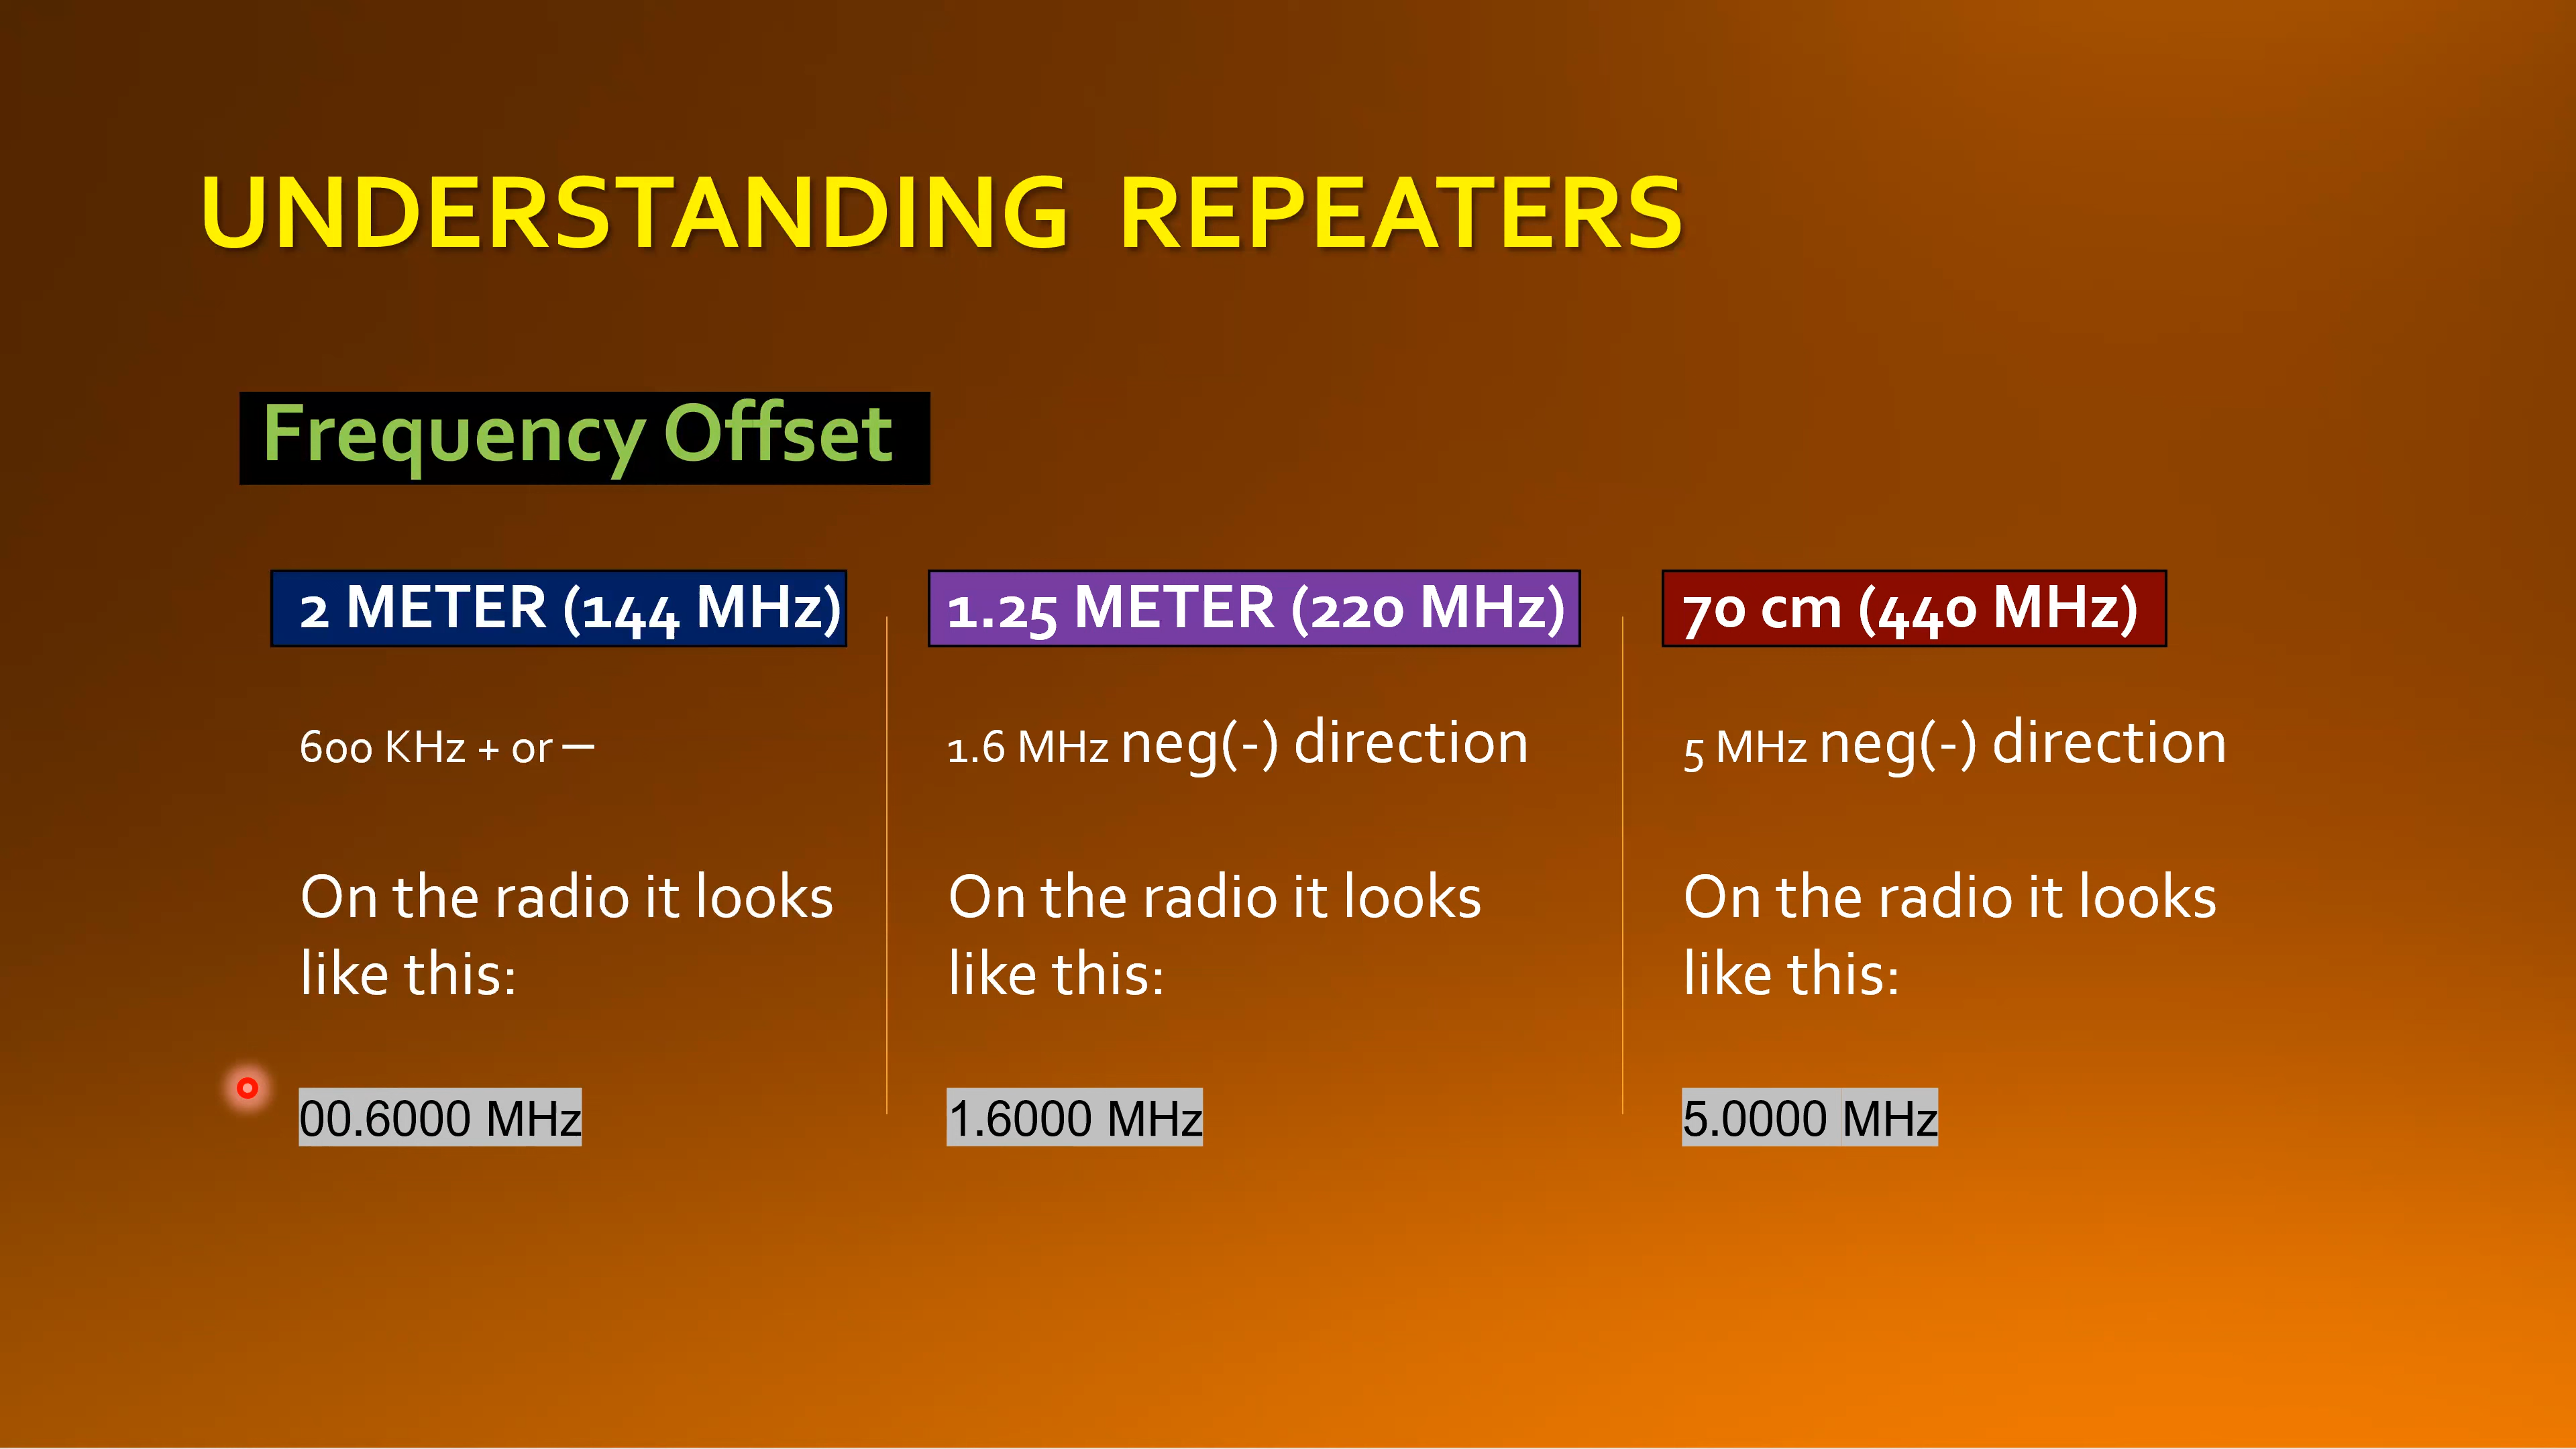 UNDERSTANDING REPEATERS
Frequency Offset
2 METER (144 MHz)
600 KHz + or –
On the radio it looks
like this:
00.6000 MHz
1.25 METER (220 MHz)
1.6 MHz neg(-) direction
On the radio it looks
like this:
1.6000 MHz
70 cm (440 MHz)
5 MHz neg(-) direction
On the radio it looks
like this:
5.0000 MHz